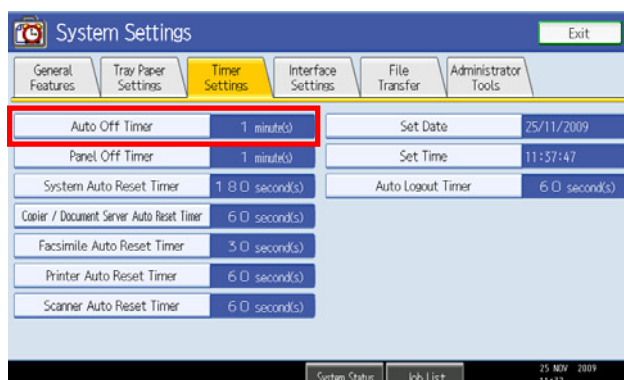 System Settings
Exit
General Features
Tray Paper Settings
Timer Settings
Interface Settings
File Transfer
Administrator Tools
Auto Off Timer 1 minute(s)
Panel Off Timer 1 minute(s)
System Auto Reset Timer 180 second(s)
Copier / Document Server Auto Reset Timer 60 second(s)
Facsimile Auto Reset Timer 30 second(s)
Printer Auto Reset Timer 60 second(s)
Scanner Auto Reset Timer 60 second(s)
Set Date 25/11/2009
Set Time 11:37:47
Auto Logout Timer 60 second(s)
System Status
Job List
25 NOV 2009
11:37